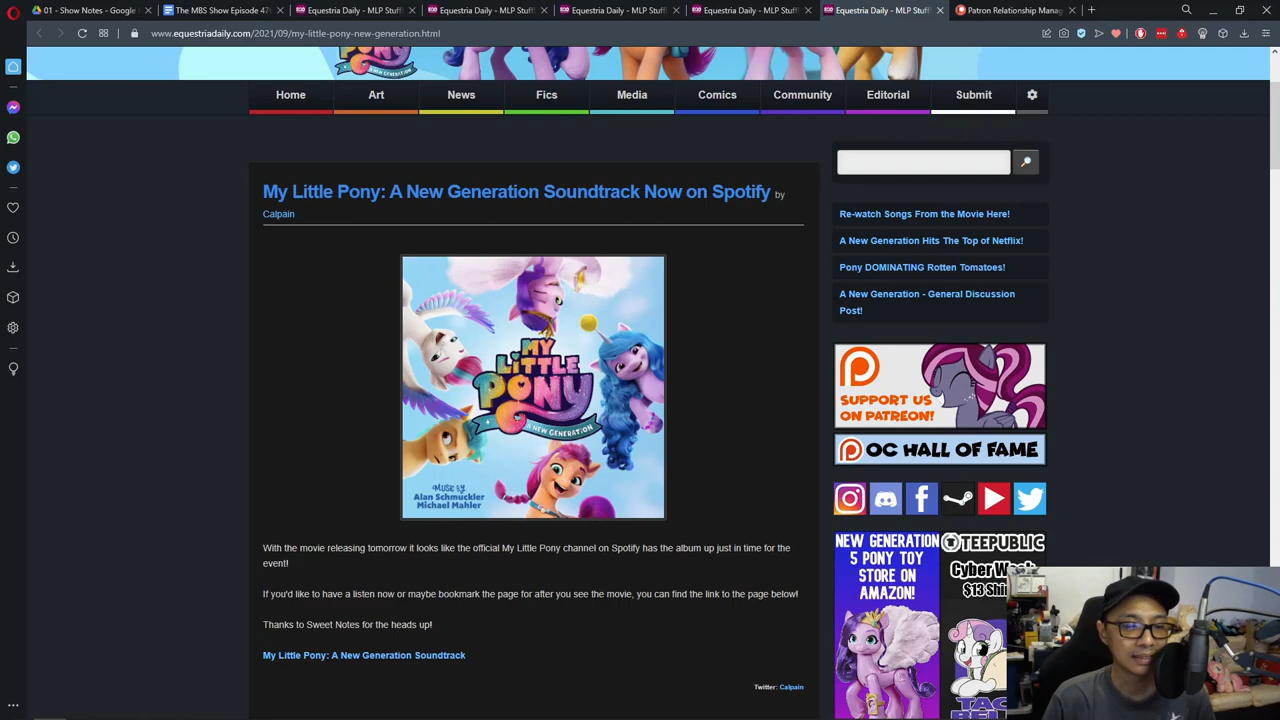 01 - Show Notes - Google
The MBS Show Episode 47
Equestria Daily - MLP Stuff
Equestria Daily - MLP Stuff
Equestria Daily - MLP Stuff
Equestria Daily - MLP Stuff
Equestria Daily - MLP Stuff
Patron Relationship Manag
www.equestriadaily.com/2021/09/my-little-pony-new-generation.html
A NEW GENERATION
Home
Art
News
Fics
Media
Comics
Community
Editorial
Submit
My Little Pony: A New Generation Soundtrack Now on Spotify by
Calpain
MY
LITTLE
PONY
A NEW GENERATION
MUSIC BY
Alan Schmuckler
Michael Mahler
With the movie releasing tomorrow it looks like the official My Little Pony channel on Spotify has the album up just in time for the
event!
If you'd like to have a listen now or maybe bookmark the page for after you see the movie, you can find the link to the page below!
Thanks to Sweet Notes for the heads up!
My Little Pony: A New Generation Soundtrack
Twitter: Calpain
Re-watch Songs From the Movie Here!
A New Generation Hits The Top of Netflix!
Pony DOMINATING Rotten Tomatoes!
A New Generation - General Discussion
Post!
SUPPORT US
ON PATREON!
OC HALL OF FAME
NEW GENERATION
5 PONY TOY
STORE ON
AMAZON!
TEEPUBLIC
Cyber We
$13 Shi
TAC
BEL